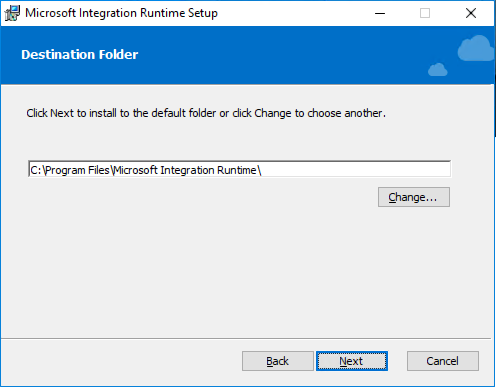 Microsoft Integration Runtime Setup
Destination Folder
Click Next to install to the default folder or click Change to choose another.
C:\Program Files\Microsoft Integration Runtime\
Change...
Back
Next
Cancel